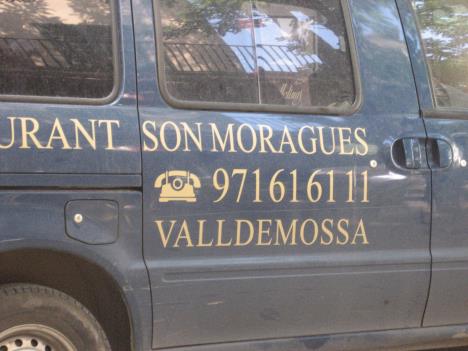 URANT SON MORAGUES
971616111
VALLDEMOSSA